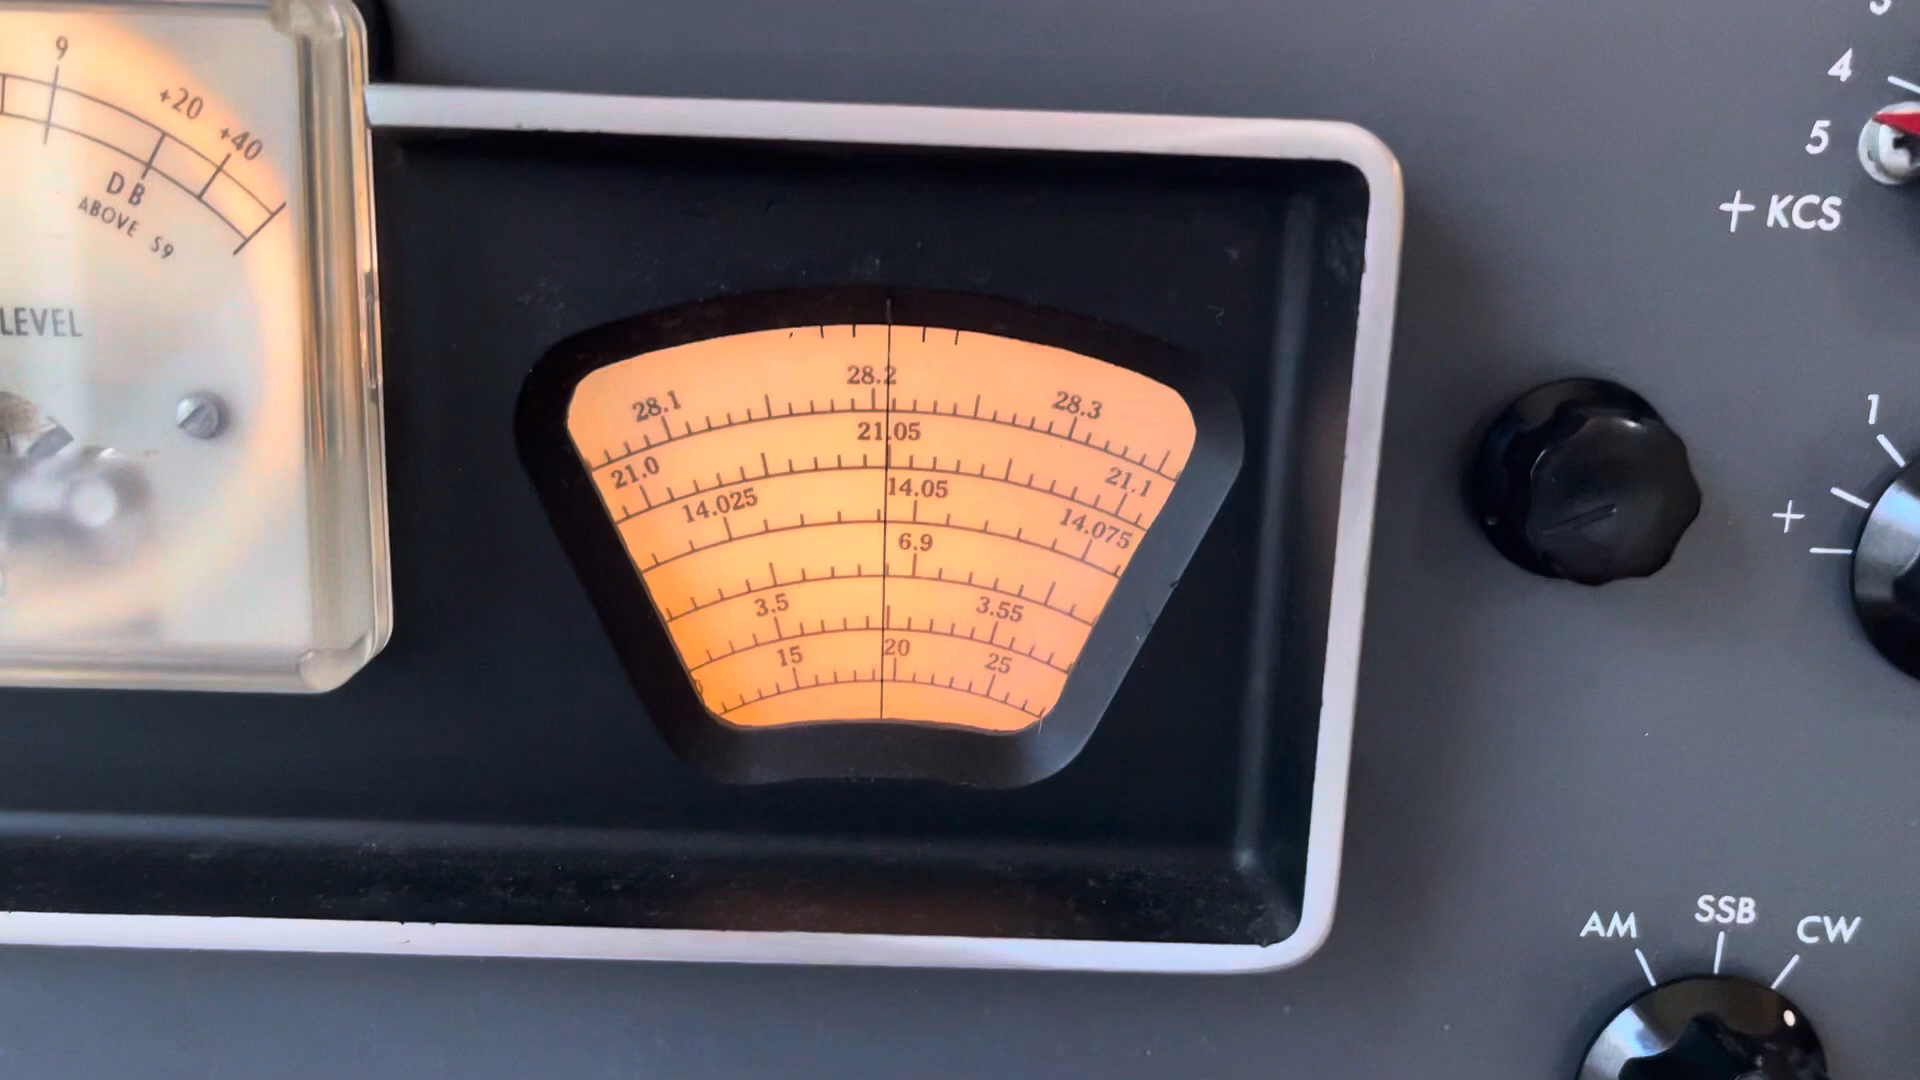 9
+20
+40
DB
ABOVE S9
LEVEL
28.1 28.2 28.3
21.0 21.05 21.1
14.025 14.05 14.075
6.9
3.5 3.55
15 20 25
4
5
+ KCS
1
+
AM SSB CW